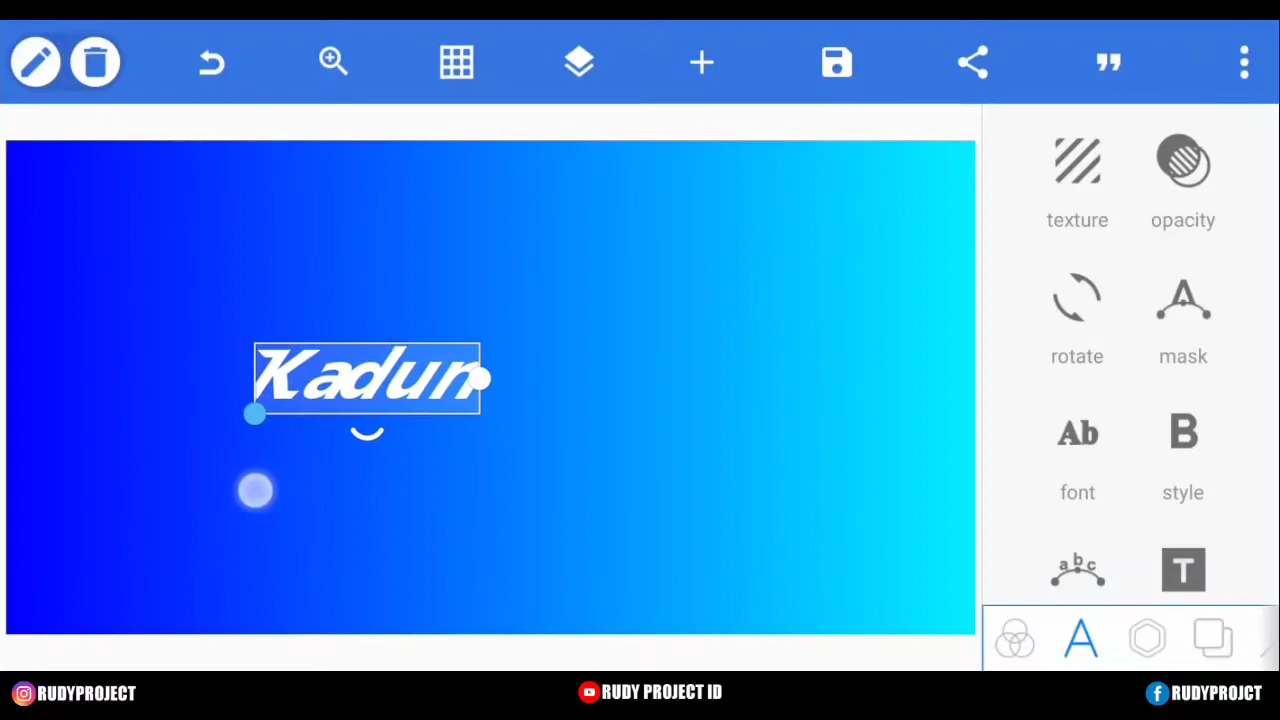 texture opacity
Kadun
rotate mask
Ab B
font style
abc T
A
RUDYPROJECT RUDY PROJECT ID RUDYPROJCT